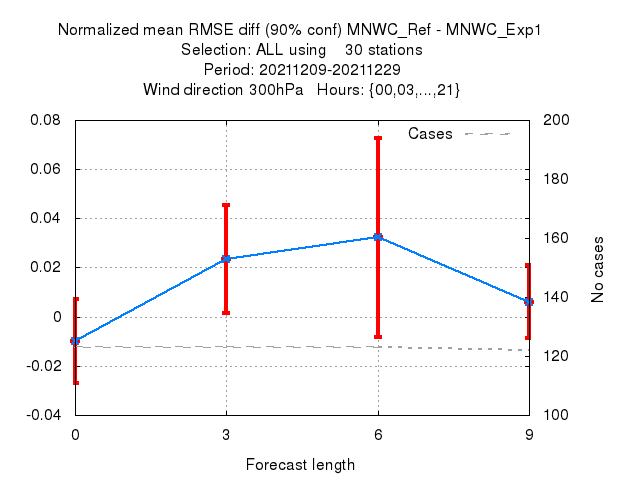 Normalized mean RMSE diff (90% conf) MNWC_Ref - MNWC_Exp1
Selection: ALL using 30 stations
Period: 20211209-20211229
Wind direction 300hPa Hours: {00,03,...,21}
0.08
0.06
0.04
0.02
0
-0.02
-0.04
Cases
200
180
160
140
120
100
No cases
0
3
6
9
Forecast length